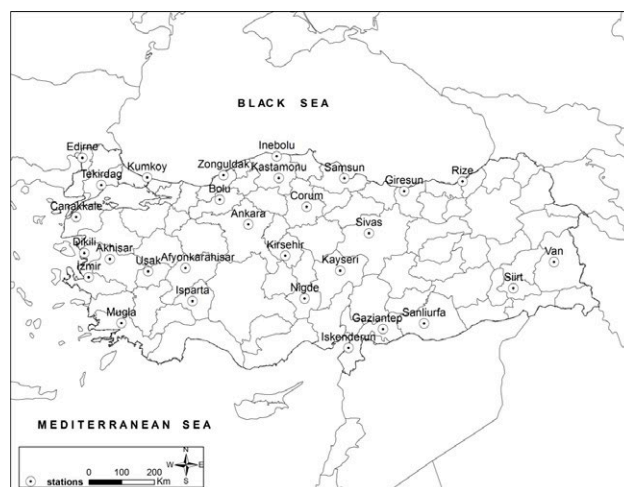 BLACK SEA
Inebolu
Edirne
Zonguldak
Kastamonu
Samsun
Rize
Kumkoy
Tekirdag
Giresun
Bolu
Corum
Canakkale
Ankara
Sivas
Dikili
Akhisar
Kirsehir
Van
Usak
Afyonkarahisar
Kayseri
Izmir
Siirt
Isparta
Nigde
Mugla
Gaziantep
Sanliurfa
Iskenderun
MEDITERRANEAN SEA
N
W E
S
0 100 200
stations
Km